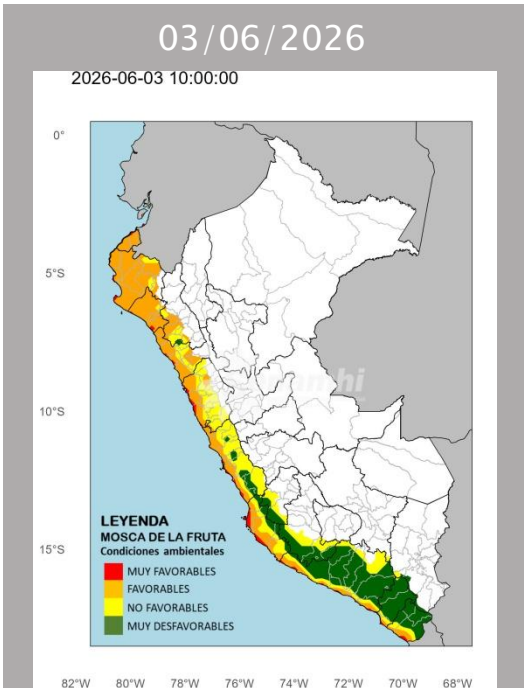 03/06/2026
2026-06-03 10:00:00
0°
5°S
10°S
15°S
LEYENDA
MOSCA DE LA FRUTA
Condiciones ambientales
MUY FAVORABLES
FAVORABLES
NO FAVORABLES
MUY DESFAVORABLES
82°W 80°W 78°W 76°W 74°W 72°W 70°W 68°W